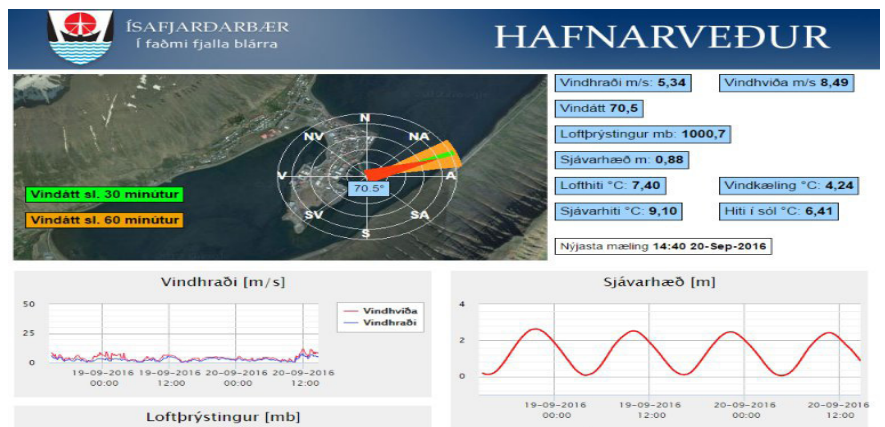 ÍSAFJARÐARBÆR
Í faðmi fjalla blárra
HAFNARVEÐUR
N
NV
NA
V
A
70.5°
SV
SA
S
Vindátt sl. 30 mínútur
Vindátt sl. 60 mínútur
Vindhraði m/s: 5,34
Vindhviða m/s 8,49
Vindátt 70,5
Loftþrýstingur mb: 1000,7
Sjávarhæð m: 0,88
Lofthiti °C: 7,40
Vindkæling °C: 4,24
Sjávarhiti °C: 9,10
Hiti í sól °C: 6,41
Nýjasta mæling 14:40 20-Sep-2016
Vindhraði [m/s]
50
25
0
Vindhviða
Vindhraði
19-09-2016 19-09-2016 20-09-2016 20-09-2016
00:00 12:00 00:00 12:00
Sjávarhæð [m]
4
2
0
19-09-2016 19-09-2016 20-09-2016 20-09-2016
00:00 12:00 00:00 12:00
Loftþrýstingur [mb]